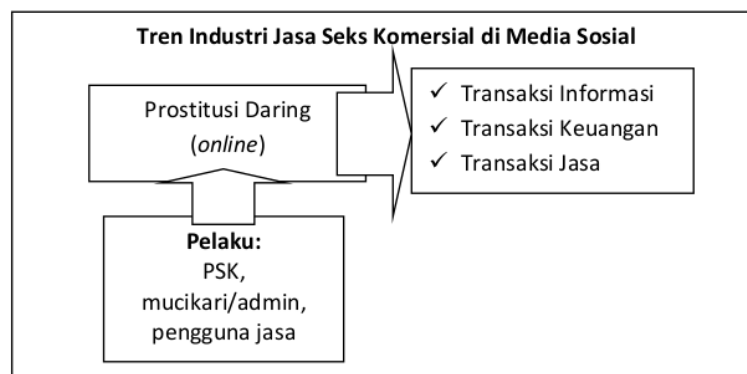 Tren Industri Jasa Seks Komersial di Media Sosial
Prostitusi Daring
(online)
✓ Transaksi Informasi
✓ Transaksi Keuangan
✓ Transaksi Jasa
Pelaku:
PSK,
mucikari/admin,
pengguna jasa